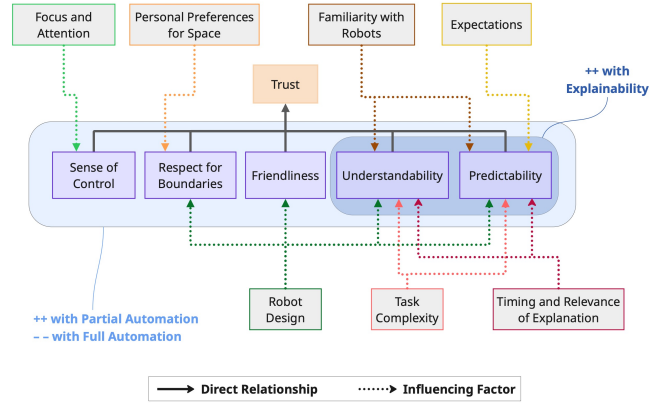 Focus and
Attention
Personal Preferences
for Space
Familiarity with
Robots
Expectations
Trust
++ with
Explainability
Sense of
Control
Respect for
Boundaries
Friendliness
Understandability
Predictability
Robot
Design
Task
Complexity
Timing and Relevance
of Explanation
++ with Partial Automation
– – with Full Automation
Direct Relationship
Influencing Factor